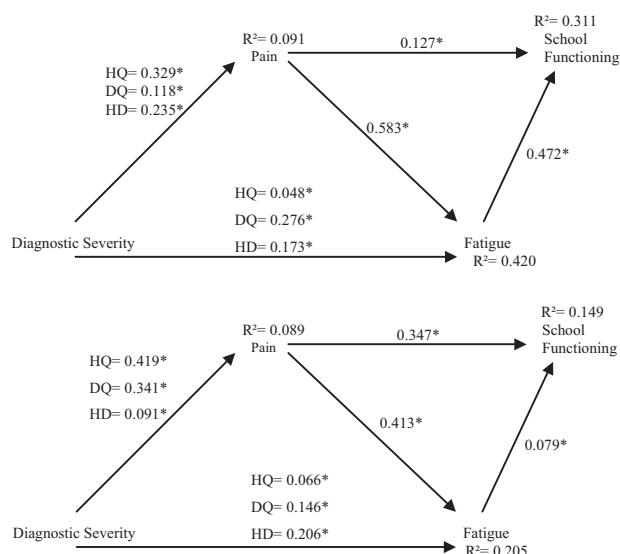 R²= 0.311
School
Functioning
R²= 0.091
Pain
0.127*
HQ= 0.329*
DQ= 0.118*
HD= 0.235*
0.583*
0.472*
HQ= 0.048*
DQ= 0.276*
HD= 0.173*
Diagnostic Severity
Fatigue
R²= 0.420
R²= 0.149
School
Functioning
R²= 0.089
Pain
0.347*
HQ= 0.419*
DQ= 0.341*
HD= 0.091*
0.413*
0.079*
HQ= 0.066*
DQ= 0.146*
HD= 0.206*
Diagnostic Severity
Fatigue
R²= 0.205